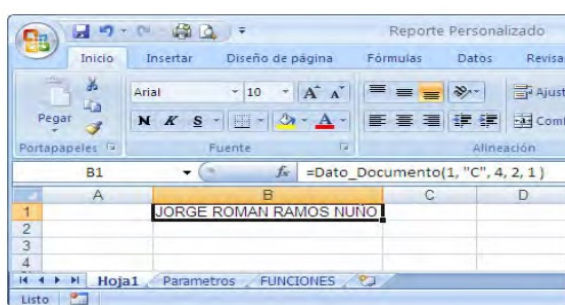 Reporte Personalizado
Inicio Insertar Diseño de página Fórmulas Datos Revisa
Pegar Arial 10 A A Ajust
N K S A Comb
Portapapeles Fuente Alineación
B1 fx =Dato_Documento(1, "C", 4, 2, 1 )
A B C D
1 JORGE ROMAN RAMOS NUÑO
2
3
4
Hoja1 Parametros FUNCIONES
Listo